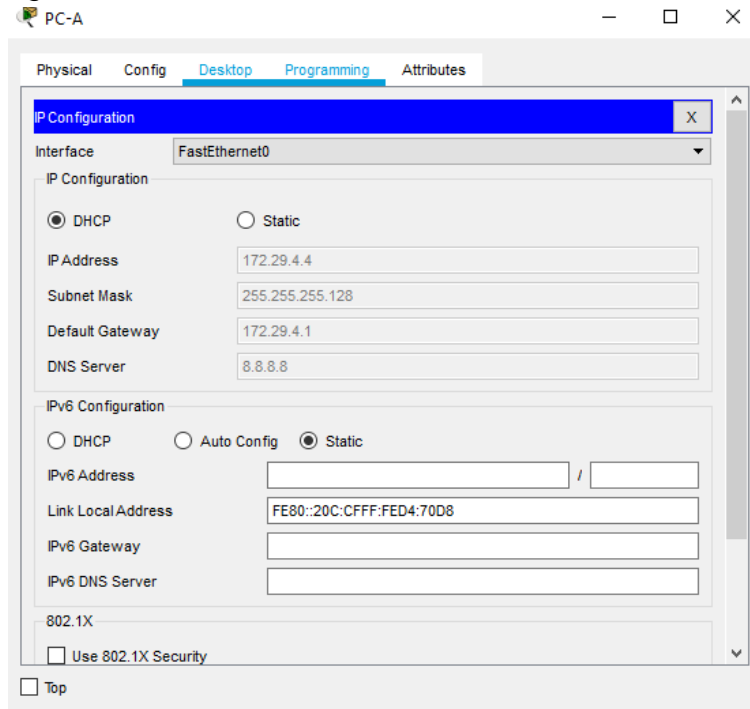 PC-A
Physical Config Desktop Programming Attributes
IP Configuration X
Interface FastEthernet0
IP Configuration
DHCP Static
IP Address 172.29.4.4
Subnet Mask 255.255.255.128
Default Gateway 172.29.4.1
DNS Server 8.8.8.8
IPv6 Configuration
DHCP Auto Config Static
IPv6 Address /
Link Local Address FE80::20C:CFFF:FED4:70D8
IPv6 Gateway
IPv6 DNS Server
802.1X
Use 802.1X Security
Top